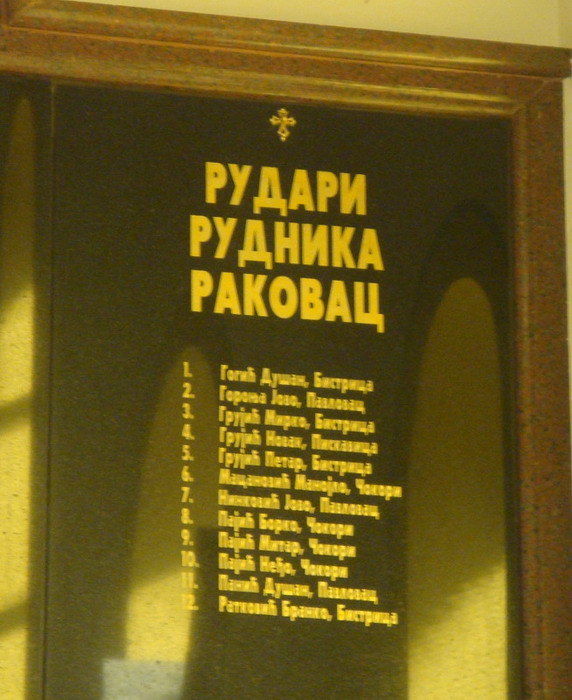 РУДАРИ
РУДНИКА
РАКОВАЦ
1. Гогић Душан, Бистрица
2. Гороња Јово, Павловац
3. Грујић Мирко, Бистрица
4. Грујић Новак, Пискавица
5. Грујић Петар, Бистрица
6. Мацановић Манојло, Чокори
7. Нинковић Јово, Павловац
8. Пајић Борко, Чокори
9. Пајић Митар, Чокори
10. Пајић Неђо, Чокори
11. Панић Душан, Павловац
12. Ратковић Бранко, Бистрица